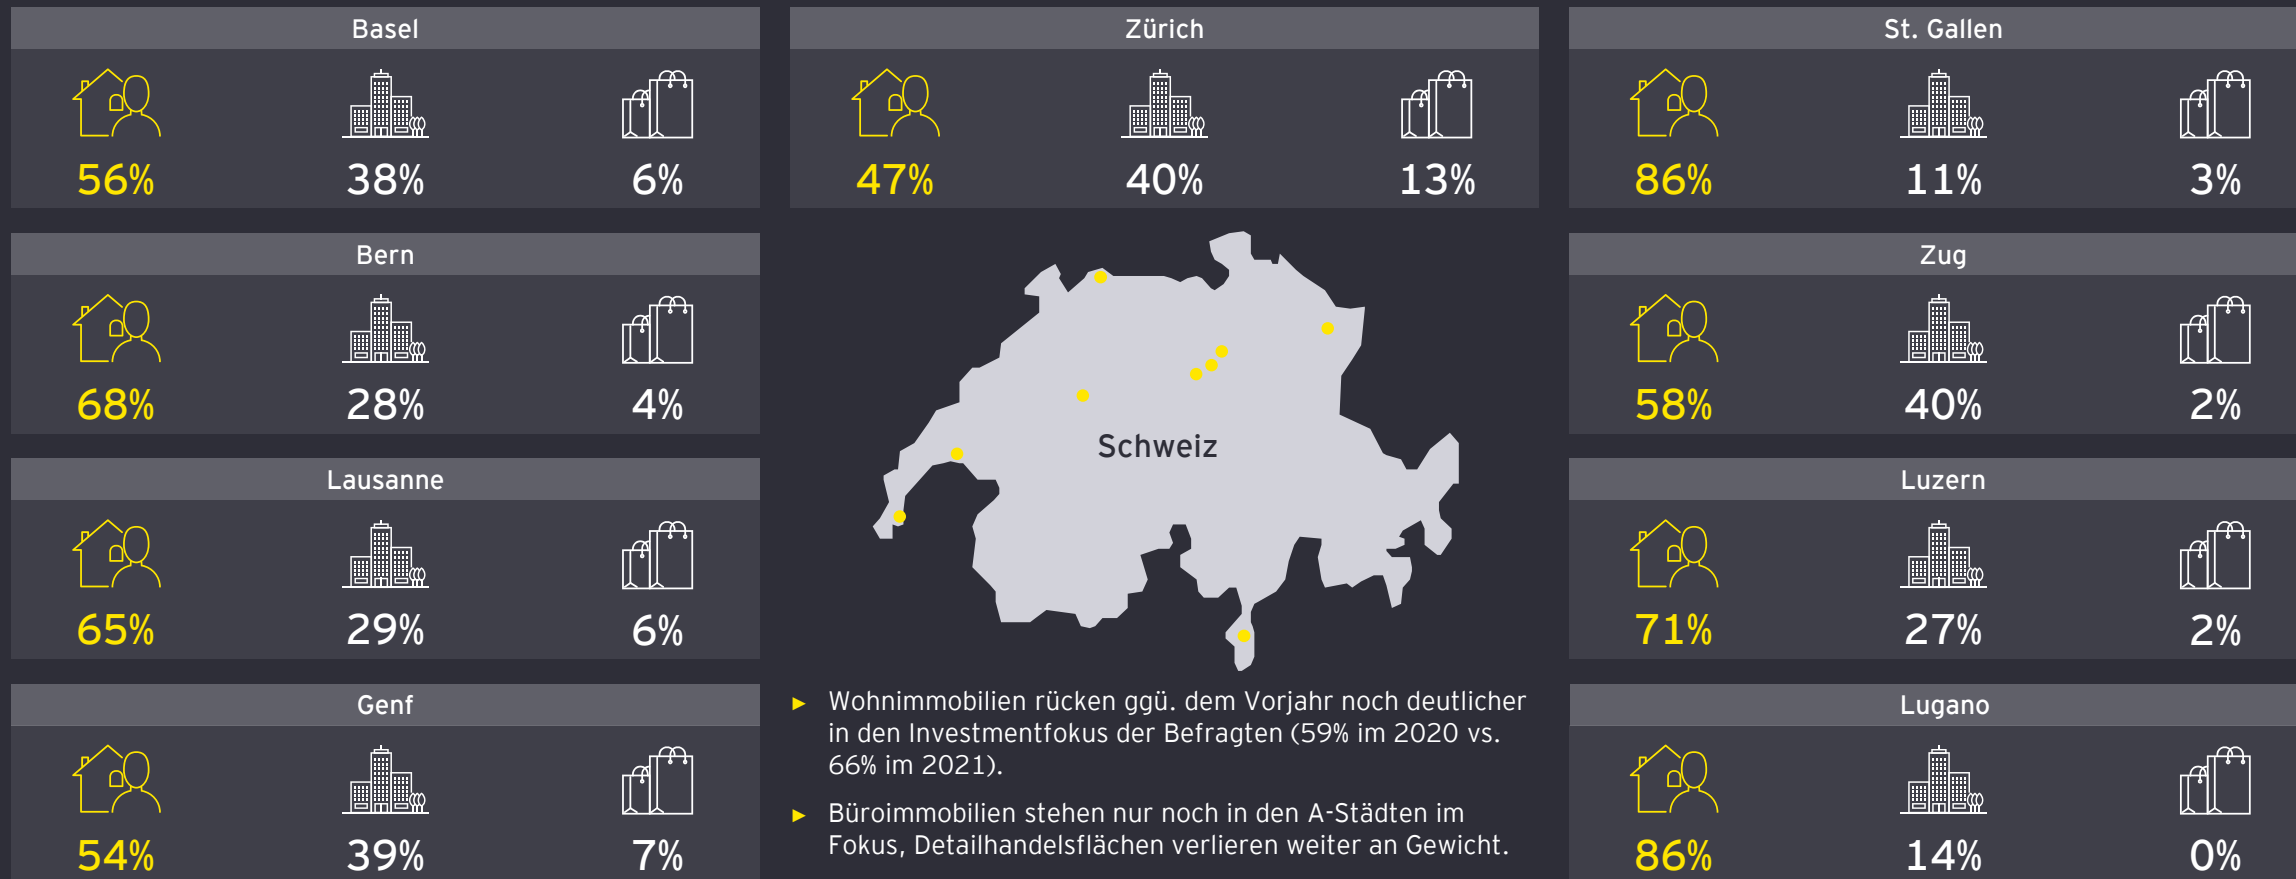 Basel
56%
38%
6%
Bern
68%
28%
4%
Lausanne
65%
29%
6%
Genf
54%
39%
7%
Zürich
47%
40%
13%
Schweiz
► Wohnimmobilien rücken ggü. dem Vorjahr noch deutlicher
in den Investmentfokus der Befragten (59% im 2020 vs.
66% im 2021).
► Büroimmobilien stehen nur noch in den A-Städten im
Fokus, Detailhandelsflächen verlieren weiter an Gewicht.
St. Gallen
86%
11%
3%
Zug
58%
40%
2%
Luzern
71%
27%
2%
Lugano
86%
14%
0%